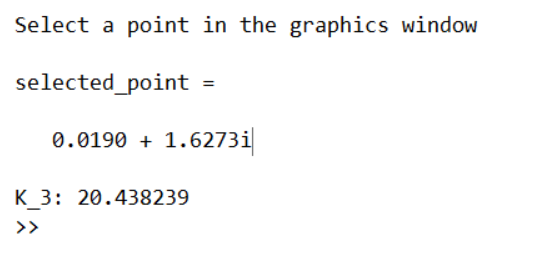 Select a point in the graphics window
selected_point =
0.0190 + 1.6273i
K_3: 20.438239
>>